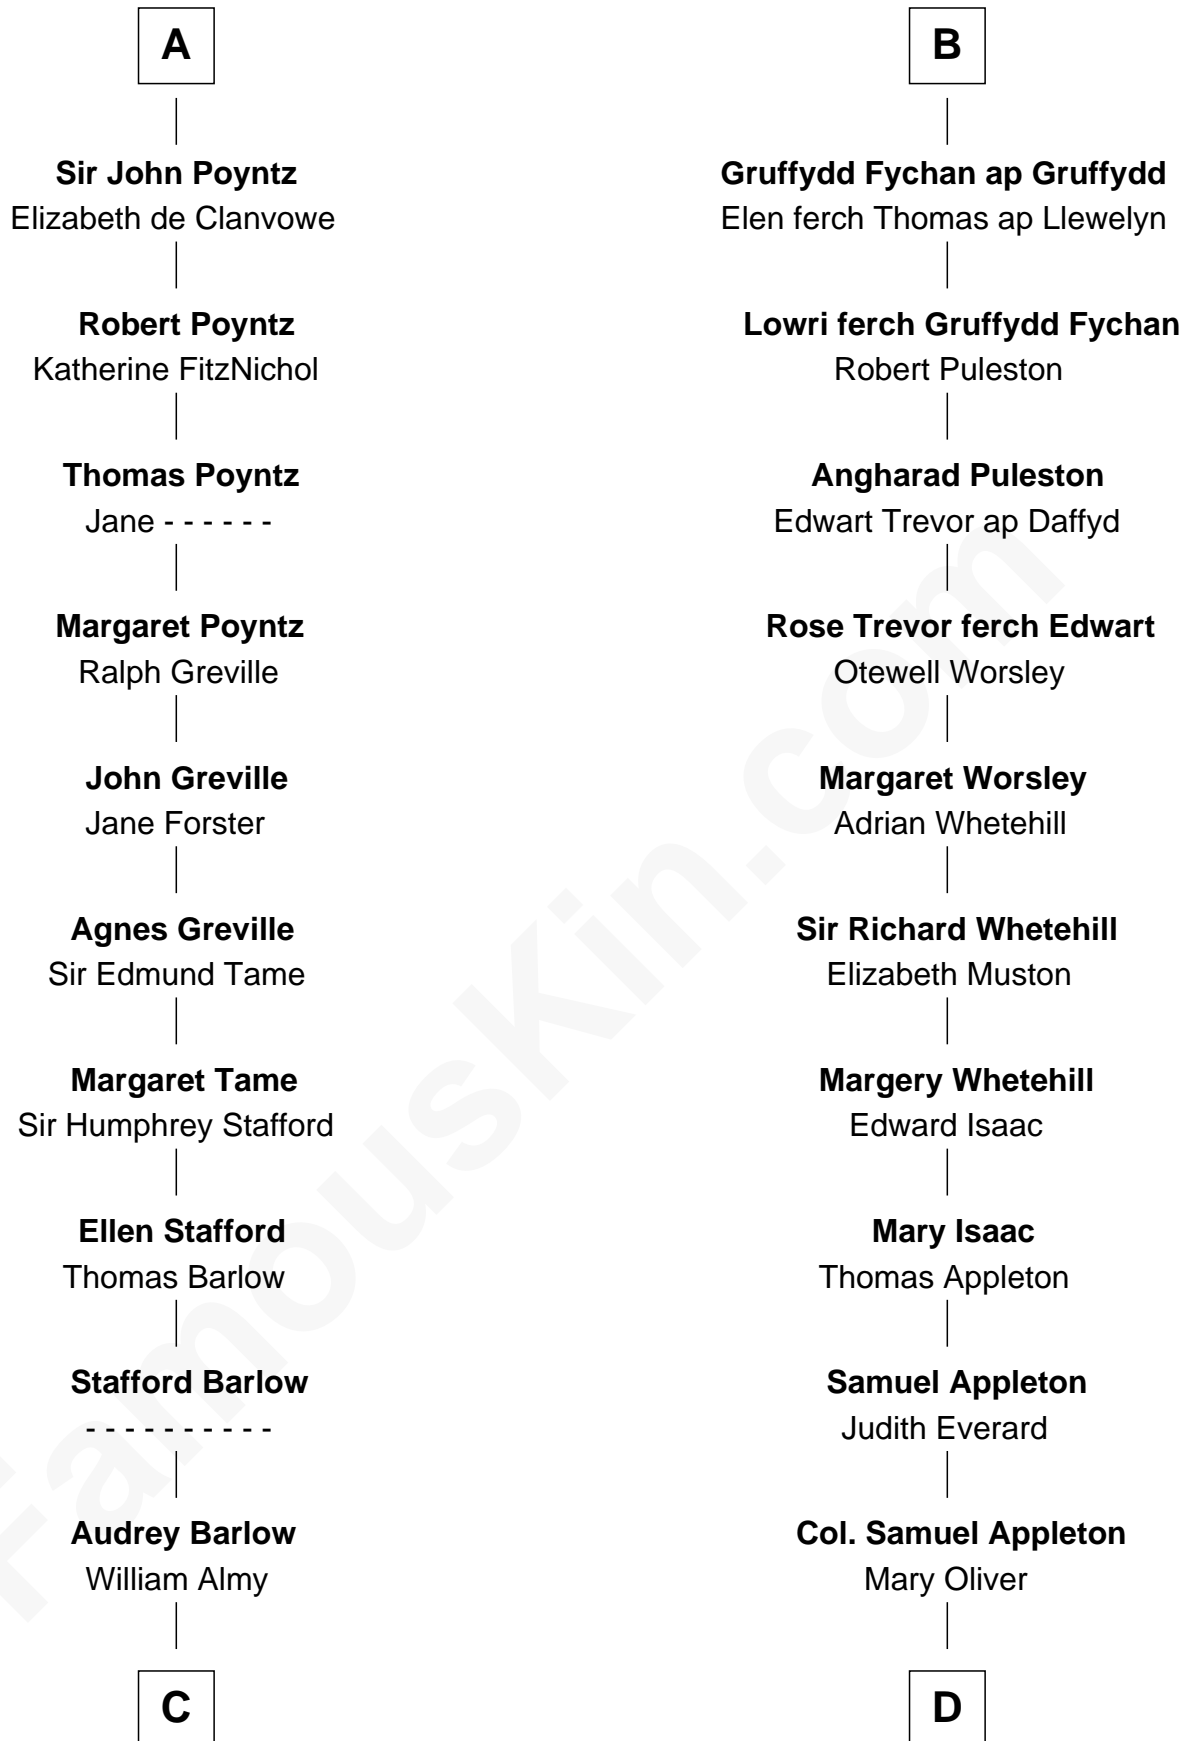 A
Sir John Poyntz
Elizabeth de Clanvowe
Robert Poyntz
Katherine FitzNichol
Thomas Poyntz
Jane - - - - - -
Margaret Poyntz
Ralph Greville
John Greville
Jane Forster
Agnes Greville
Sir Edmund Tame
Margaret Tame
Sir Humphrey Stafford
Ellen Stafford
Thomas Barlow
Stafford Barlow
- - - - - - - - - -
Audrey Barlow
William Almy
C
B
Gruffydd Fychan ap Gruffydd
Elen ferch Thomas ap Llewelyn
Lowri ferch Gruffydd Fychan
Robert Puleston
Angharad Puleston
Edwart Trevor ap Daffyd
Rose Trevor ferch Edwart
Otewell Worsley
Margaret Worsley
Adrian Whetehill
Sir Richard Whetehill
Elizabeth Muston
Margery Whetehill
Edward Isaac
Mary Isaac
Thomas Appleton
Samuel Appleton
Judith Everard
Col. Samuel Appleton
Mary Oliver
D
FamousKin.com